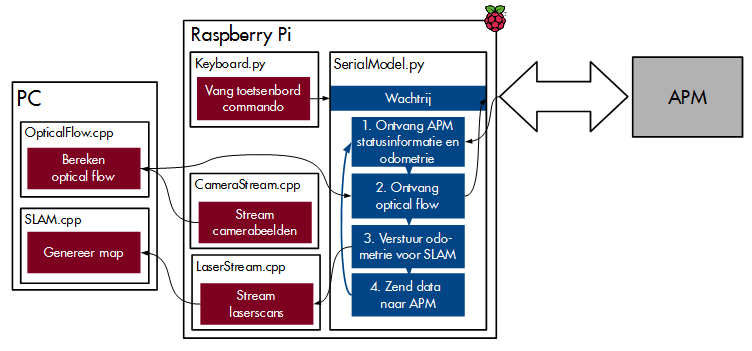 Raspberry Pi
Keyboard.py
Vang toetsenbord
commando
SerialModel.py
Wachtrij
1. Ontvang APM
statusinformatie en
odometrie
2. Ontvang
optical flow
3. Verstuur odo-
metrie voor SLAM
4. Zend data
naar APM
APM
PC
OpticalFlow.cpp
Bereken
optical flow
SLAM.cpp
Genereer map
CameraStream.cpp
Stream
camerabeelden
LaserStream.cpp
Stream
laserscans